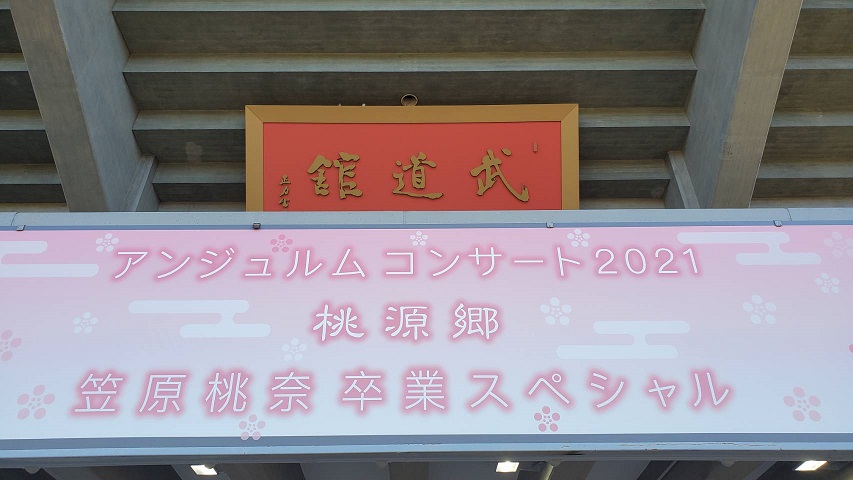 武道館
アンジュルム コンサート2021
桃源郷
笠原桃奈 卒業スペシャル